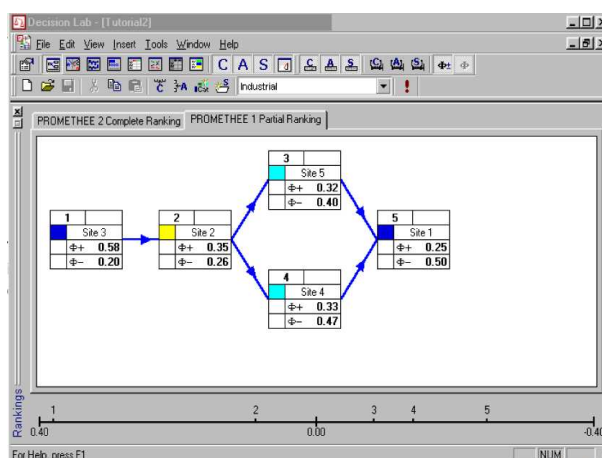 Decision Lab - [Tutorial2]
File Edit View Insert Tools Window Help
C A S C A S {C} {A} {S} Φ± Φ
Industrial
PROMETHEE 2 Complete Ranking PROMETHEE 1 Partial Ranking
3
Site 5
Φ+ 0.32
Φ- 0.40
1
Site 3
Φ+ 0.58
Φ- 0.20
2
Site 2
Φ+ 0.35
Φ- 0.26
5
Site 1
Φ+ 0.25
Φ- 0.50
4
Site 4
Φ+ 0.33
Φ- 0.47
Rankings
1 2 3 4 5
0.40 0.00 -0.40
For Help, press F1 NUM